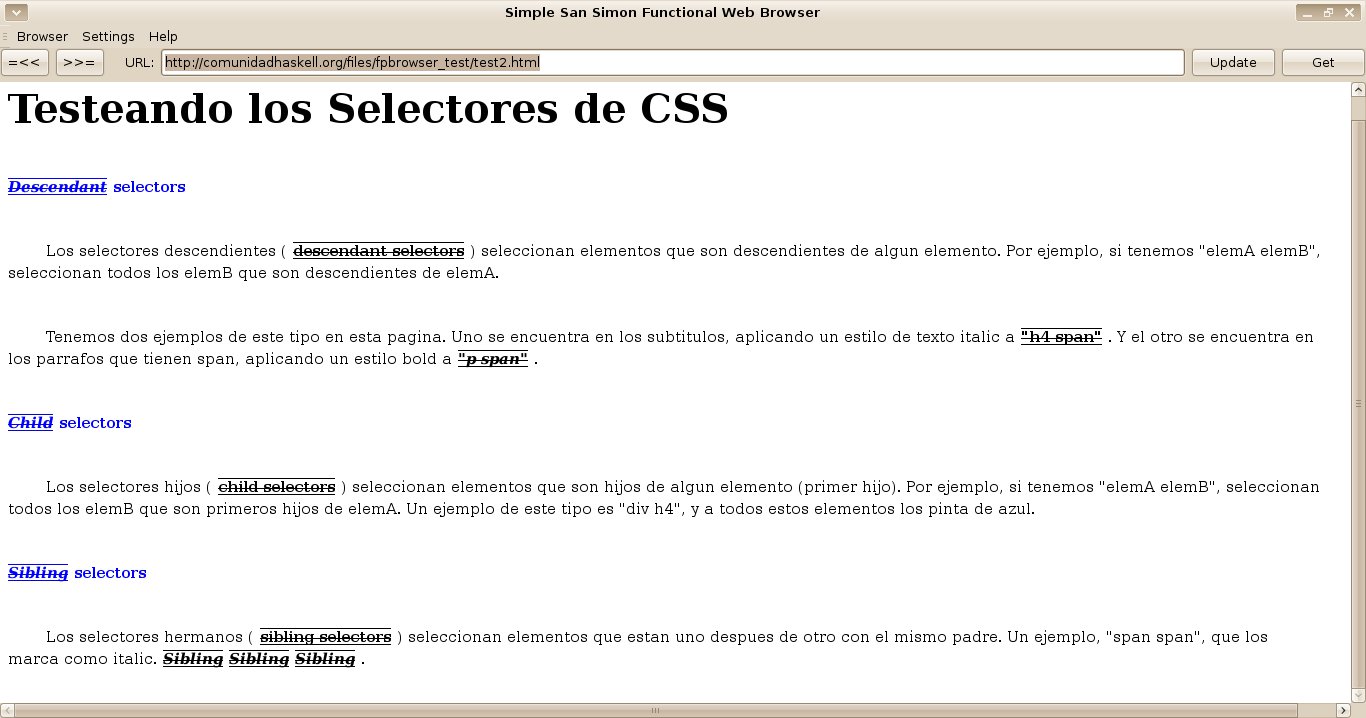 Simple San Simon Functional Web Browser
Browser Settings Help
=<< >>= URL: http://comunidadhaskell.org/files/fpbrowser_test/test2.html Update Get
Testeando los Selectores de CSS
Descendant selectors
Los selectores descendientes ( descendant selectors ) seleccionan elementos que son descendientes de algun elemento. Por ejemplo, si tenemos "elemA elemB",
seleccionan todos los elemB que son descendientes de elemA.
Tenemos dos ejemplos de este tipo en esta pagina. Uno se encuentra en los subtitulos, aplicando un estilo de texto italic a "h4 span" . Y el otro se encuentra en
los parrafos que tienen span, aplicando un estilo bold a "p span" .
Child selectors
Los selectores hijos ( child selectors ) seleccionan elementos que son hijos de algun elemento (primer hijo). Por ejemplo, si tenemos "elemA elemB", seleccionan
todos los elemB que son primeros hijos de elemA. Un ejemplo de este tipo es "div h4", y a todos estos elementos los pinta de azul.
Sibling selectors
Los selectores hermanos ( sibling selectors ) seleccionan elementos que estan uno despues de otro con el mismo padre. Un ejemplo, "span span", que los
marca como italic. Sibling Sibling Sibling .